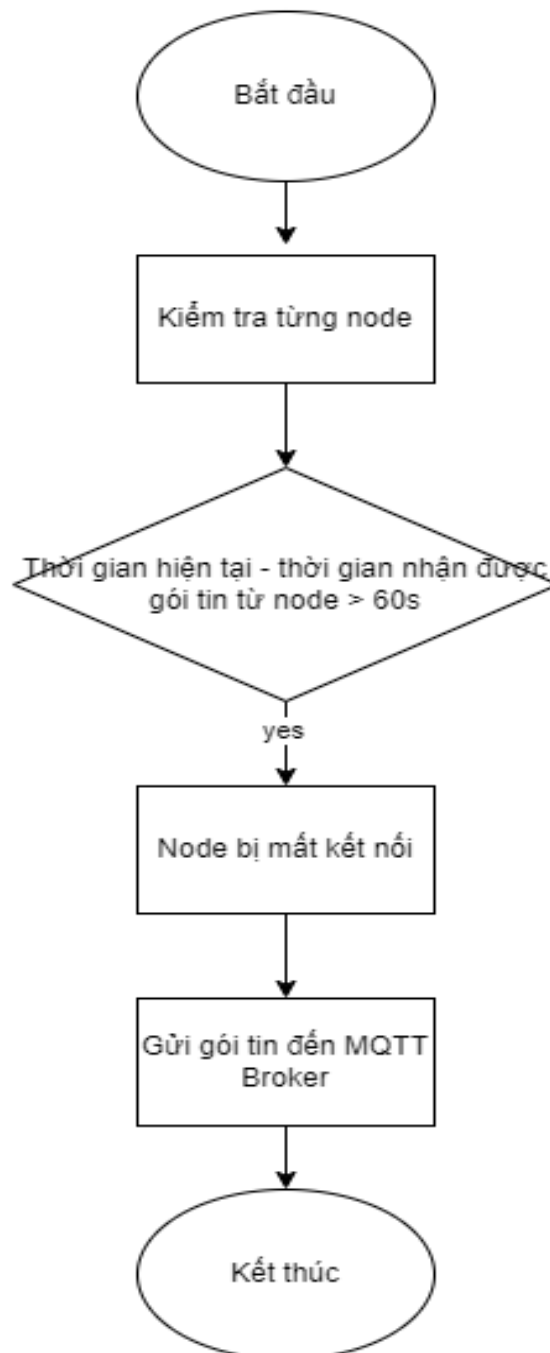 Bắt đầu
Kiểm tra từng node
Thời gian hiện tại - thời gian nhận được
gói tin từ node > 60s
yes
Node bị mất kết nối
Gửi gói tin đến MQTT
Broker
Kết thúc